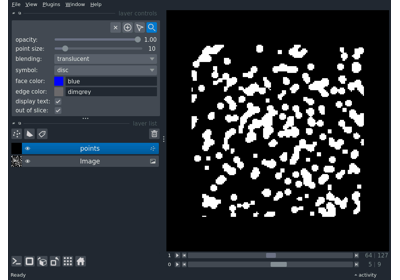 File View Plugins Window Help
layer controls
opacity: 1.00
point size: 10
blending: translucent
symbol: disc
face color: blue
edge color: dimgrey
display text:
out of slice:
layer list
points
Image
1 64 127
0 5 9
Ready
activity